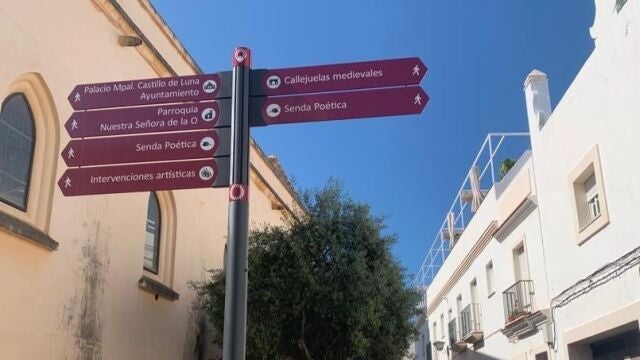 Palacio Mpal. Castillo de Luna
Ayuntamiento
Parroquia
Nuestra Señora de la O
Senda Poética
Intervenciones artísticas
Callejuelas medievales
Senda Poética